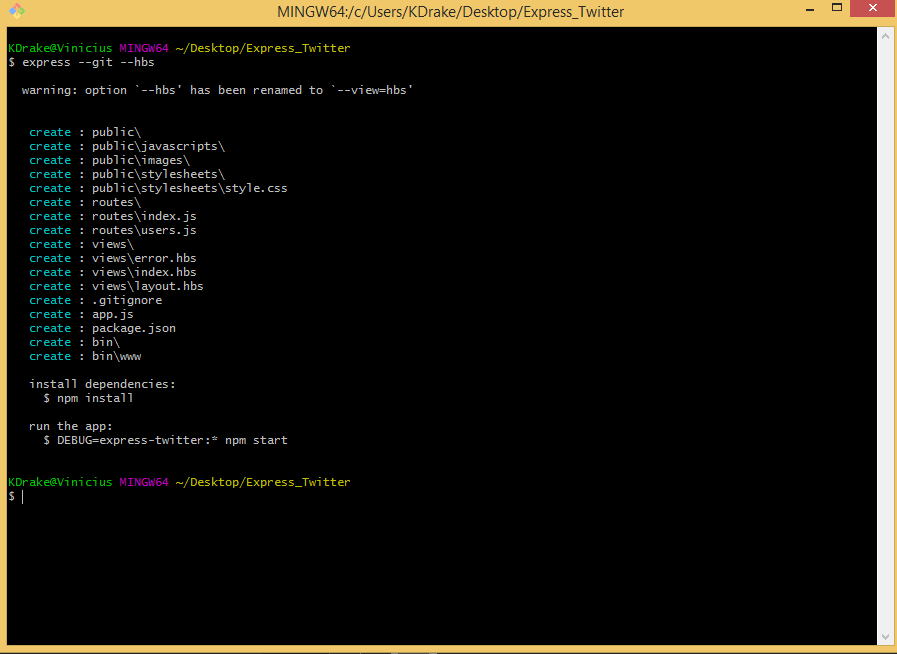 MINGW64:/c/Users/KDrake/Desktop/Express_Twitter
KDrake@Vinicius MINGW64 ~/Desktop/Express_Twitter
$ express --git --hbs
warning: option `--hbs' has been renamed to `--view=hbs'
create : public\
create : public\javascripts\
create : public\images\
create : public\stylesheets\
create : public\stylesheets\style.css
create : routes\
create : routes\index.js
create : routes\users.js
create : views\
create : views\error.hbs
create : views\index.hbs
create : views\layout.hbs
create : .gitignore
create : app.js
create : package.json
create : bin\
create : bin\www
install dependencies:
$ npm install
run the app:
$ DEBUG=express-twitter:* npm start
KDrake@Vinicius MINGW64 ~/Desktop/Express_Twitter
$